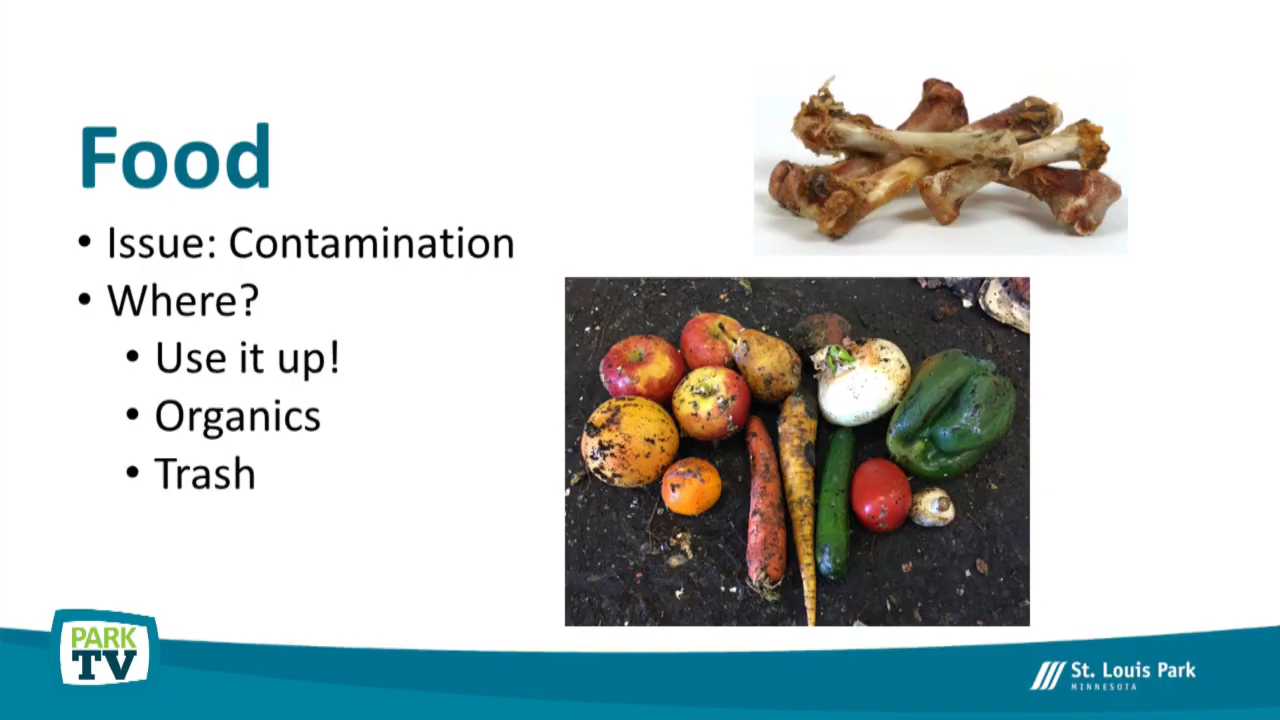 Food
• Issue: Contamination
• Where?
• Use it up!
• Organics
• Trash
PARK
TV
St. Louis Park
MINNESOTA